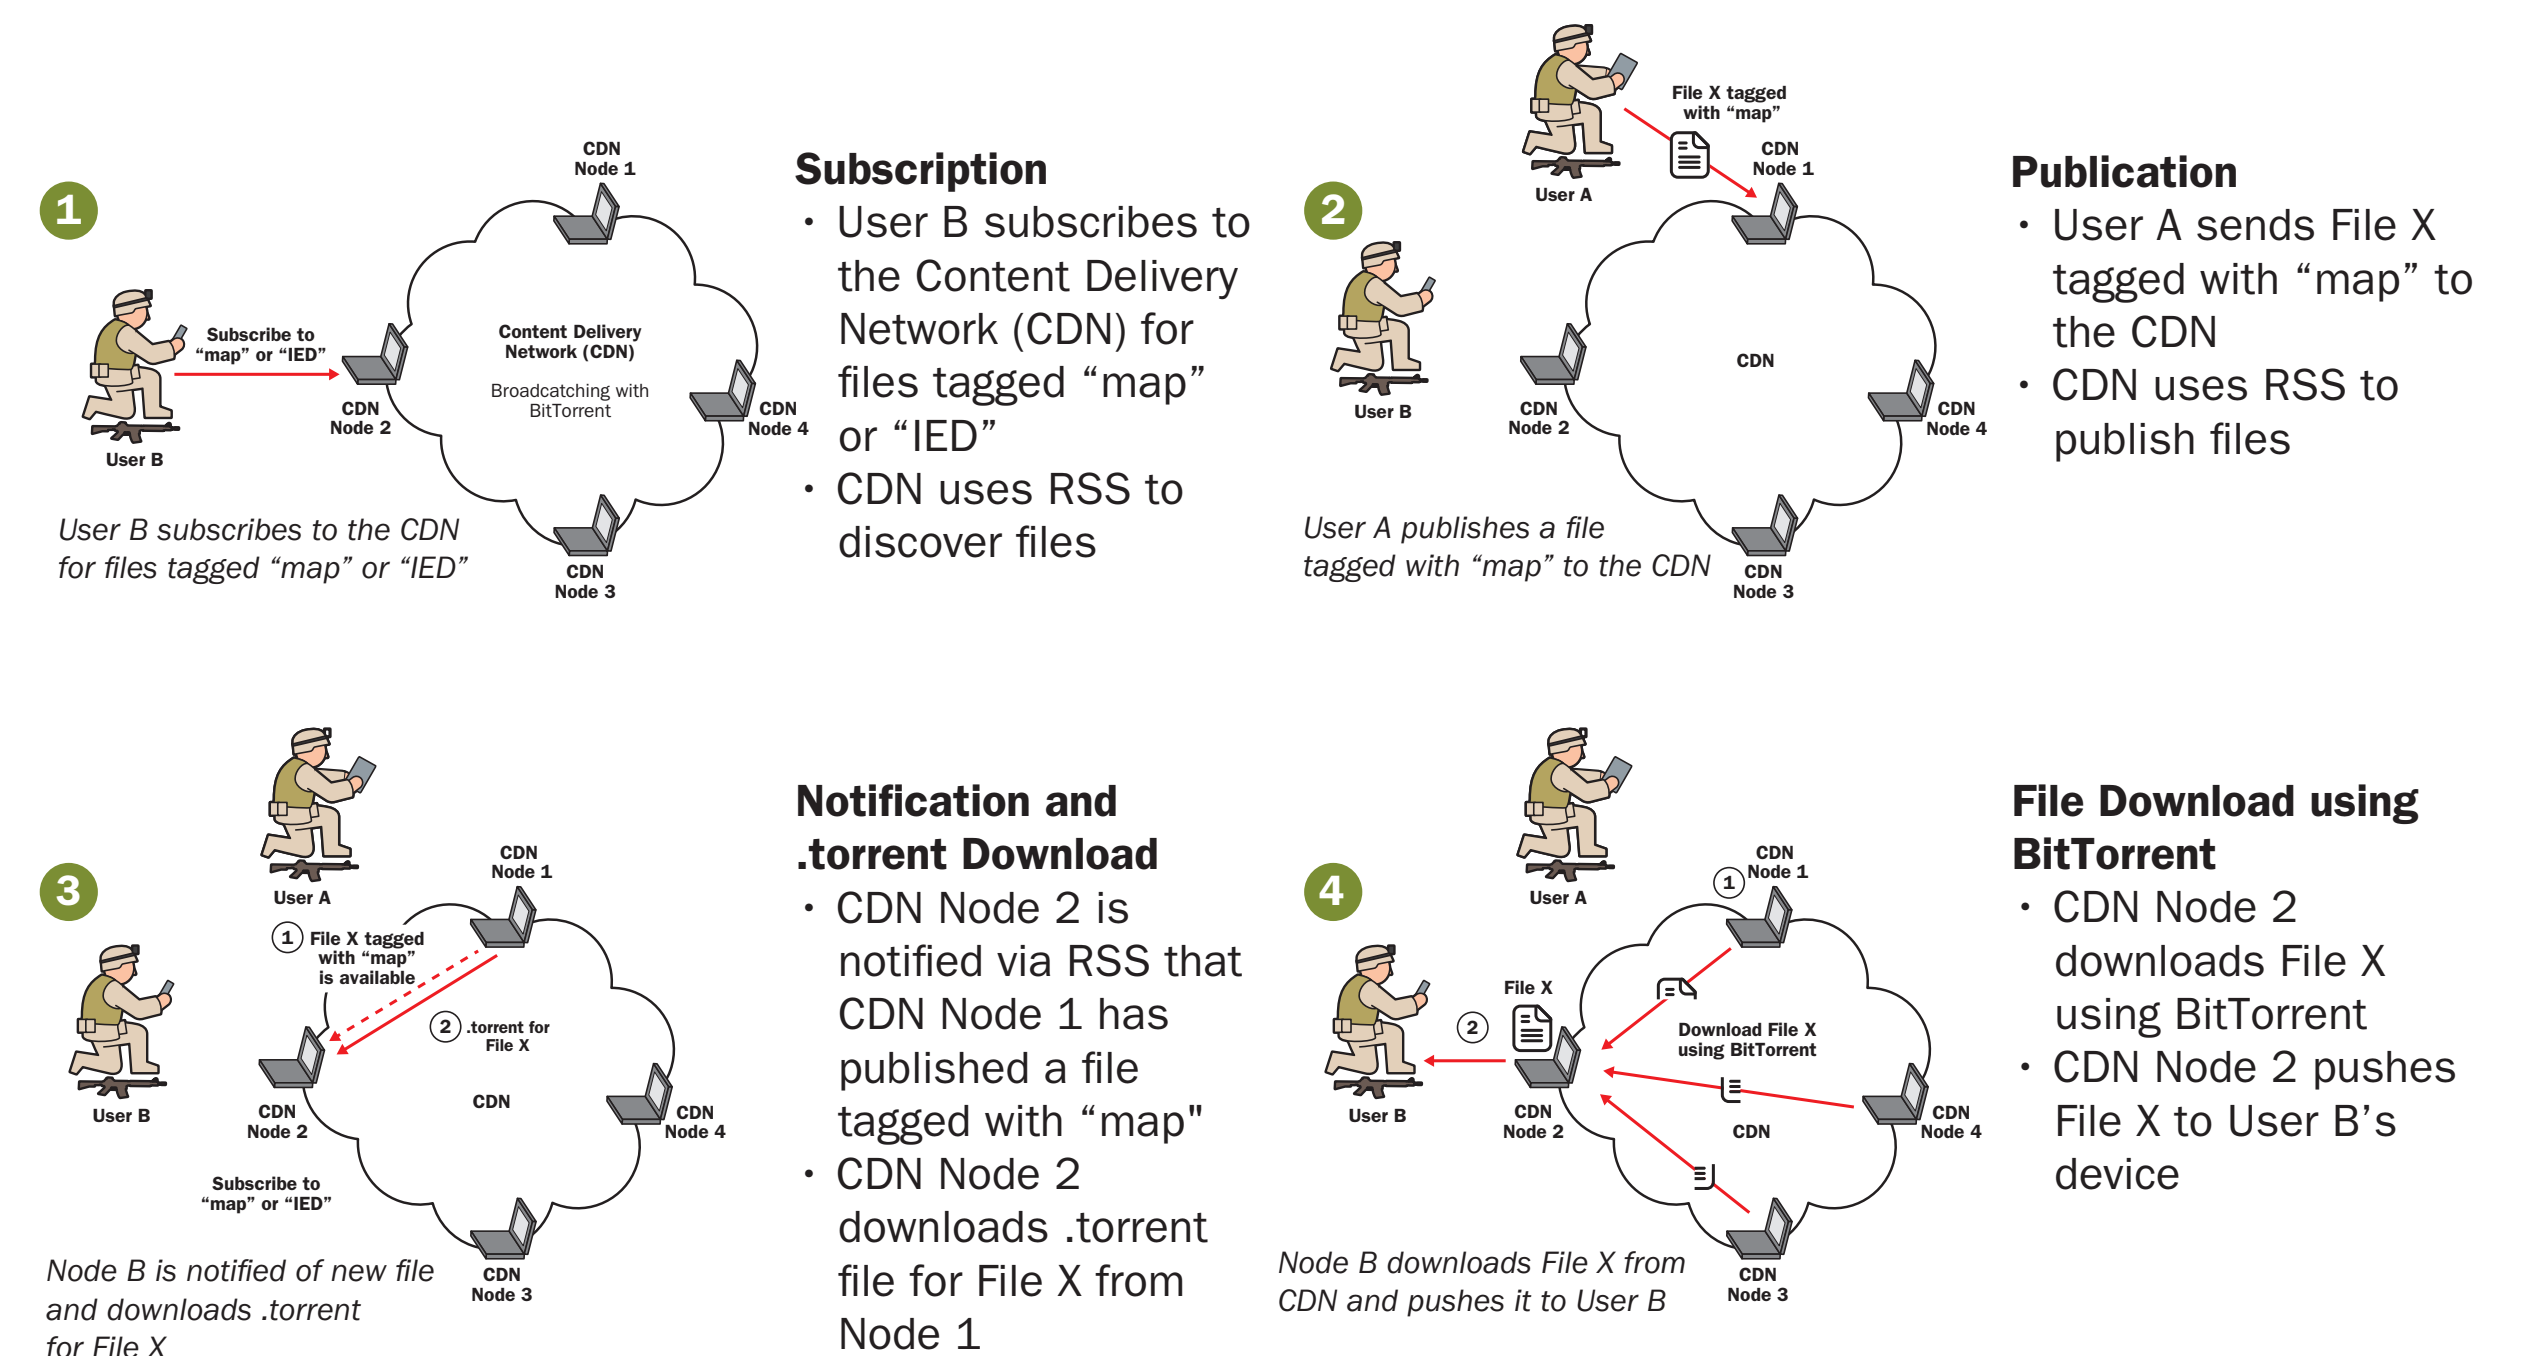 1
CDN
Node 1
Subscribe to
“map” or “IED”
Content Delivery
Network (CDN)
Broadcatching with
BitTorrent
CDN
Node 2
CDN
Node 4
User B
CDN
Node 3
User B subscribes to the CDN
for files tagged “map” or “IED”
Subscription
• User B subscribes to
the Content Delivery
Network (CDN) for
files tagged “map”
or “IED”
• CDN uses RSS to
discover files
2
File X tagged
with “map”
User A
CDN
Node 1
CDN
User B
CDN
Node 2
CDN
Node 4
CDN
Node 3
User A publishes a file
tagged with “map” to the CDN
Publication
• User A sends File X
tagged with “map” to
the CDN
• CDN uses RSS to
publish files
3
User A
CDN
Node 1
1 File X tagged
with “map”
is available
2 .torrent for
File X
User B
CDN
Node 2
CDN
CDN
Node 4
Subscribe to
“map” or “IED”
CDN
Node 3
Node B is notified of new file
and downloads .torrent
for File X
Notification and
.torrent Download
• CDN Node 2 is
notified via RSS that
CDN Node 1 has
published a file
tagged with “map"
• CDN Node 2
downloads .torrent
file for File X from
Node 1
4
User A
1
CDN
Node 1
File X
2
Download File X
using BitTorrent
User B
CDN
Node 2
CDN
CDN
Node 4
CDN
Node 3
Node B downloads File X from
CDN and pushes it to User B
File Download using
BitTorrent
• CDN Node 2
downloads File X
using BitTorrent
• CDN Node 2 pushes
File X to User B’s
device